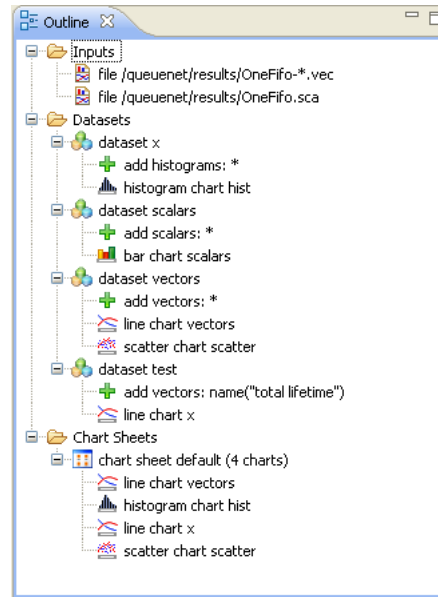 Outline
Inputs
file /queuenet/results/OneFifo-*.vec
file /queuenet/results/OneFifo.sca
Datasets
dataset x
add histograms: *
histogram chart hist
dataset scalars
add scalars: *
bar chart scalars
dataset vectors
add vectors: *
line chart vectors
scatter chart scatter
dataset test
add vectors: name("total lifetime")
line chart x
Chart Sheets
chart sheet default (4 charts)
line chart vectors
histogram chart hist
line chart x
scatter chart scatter